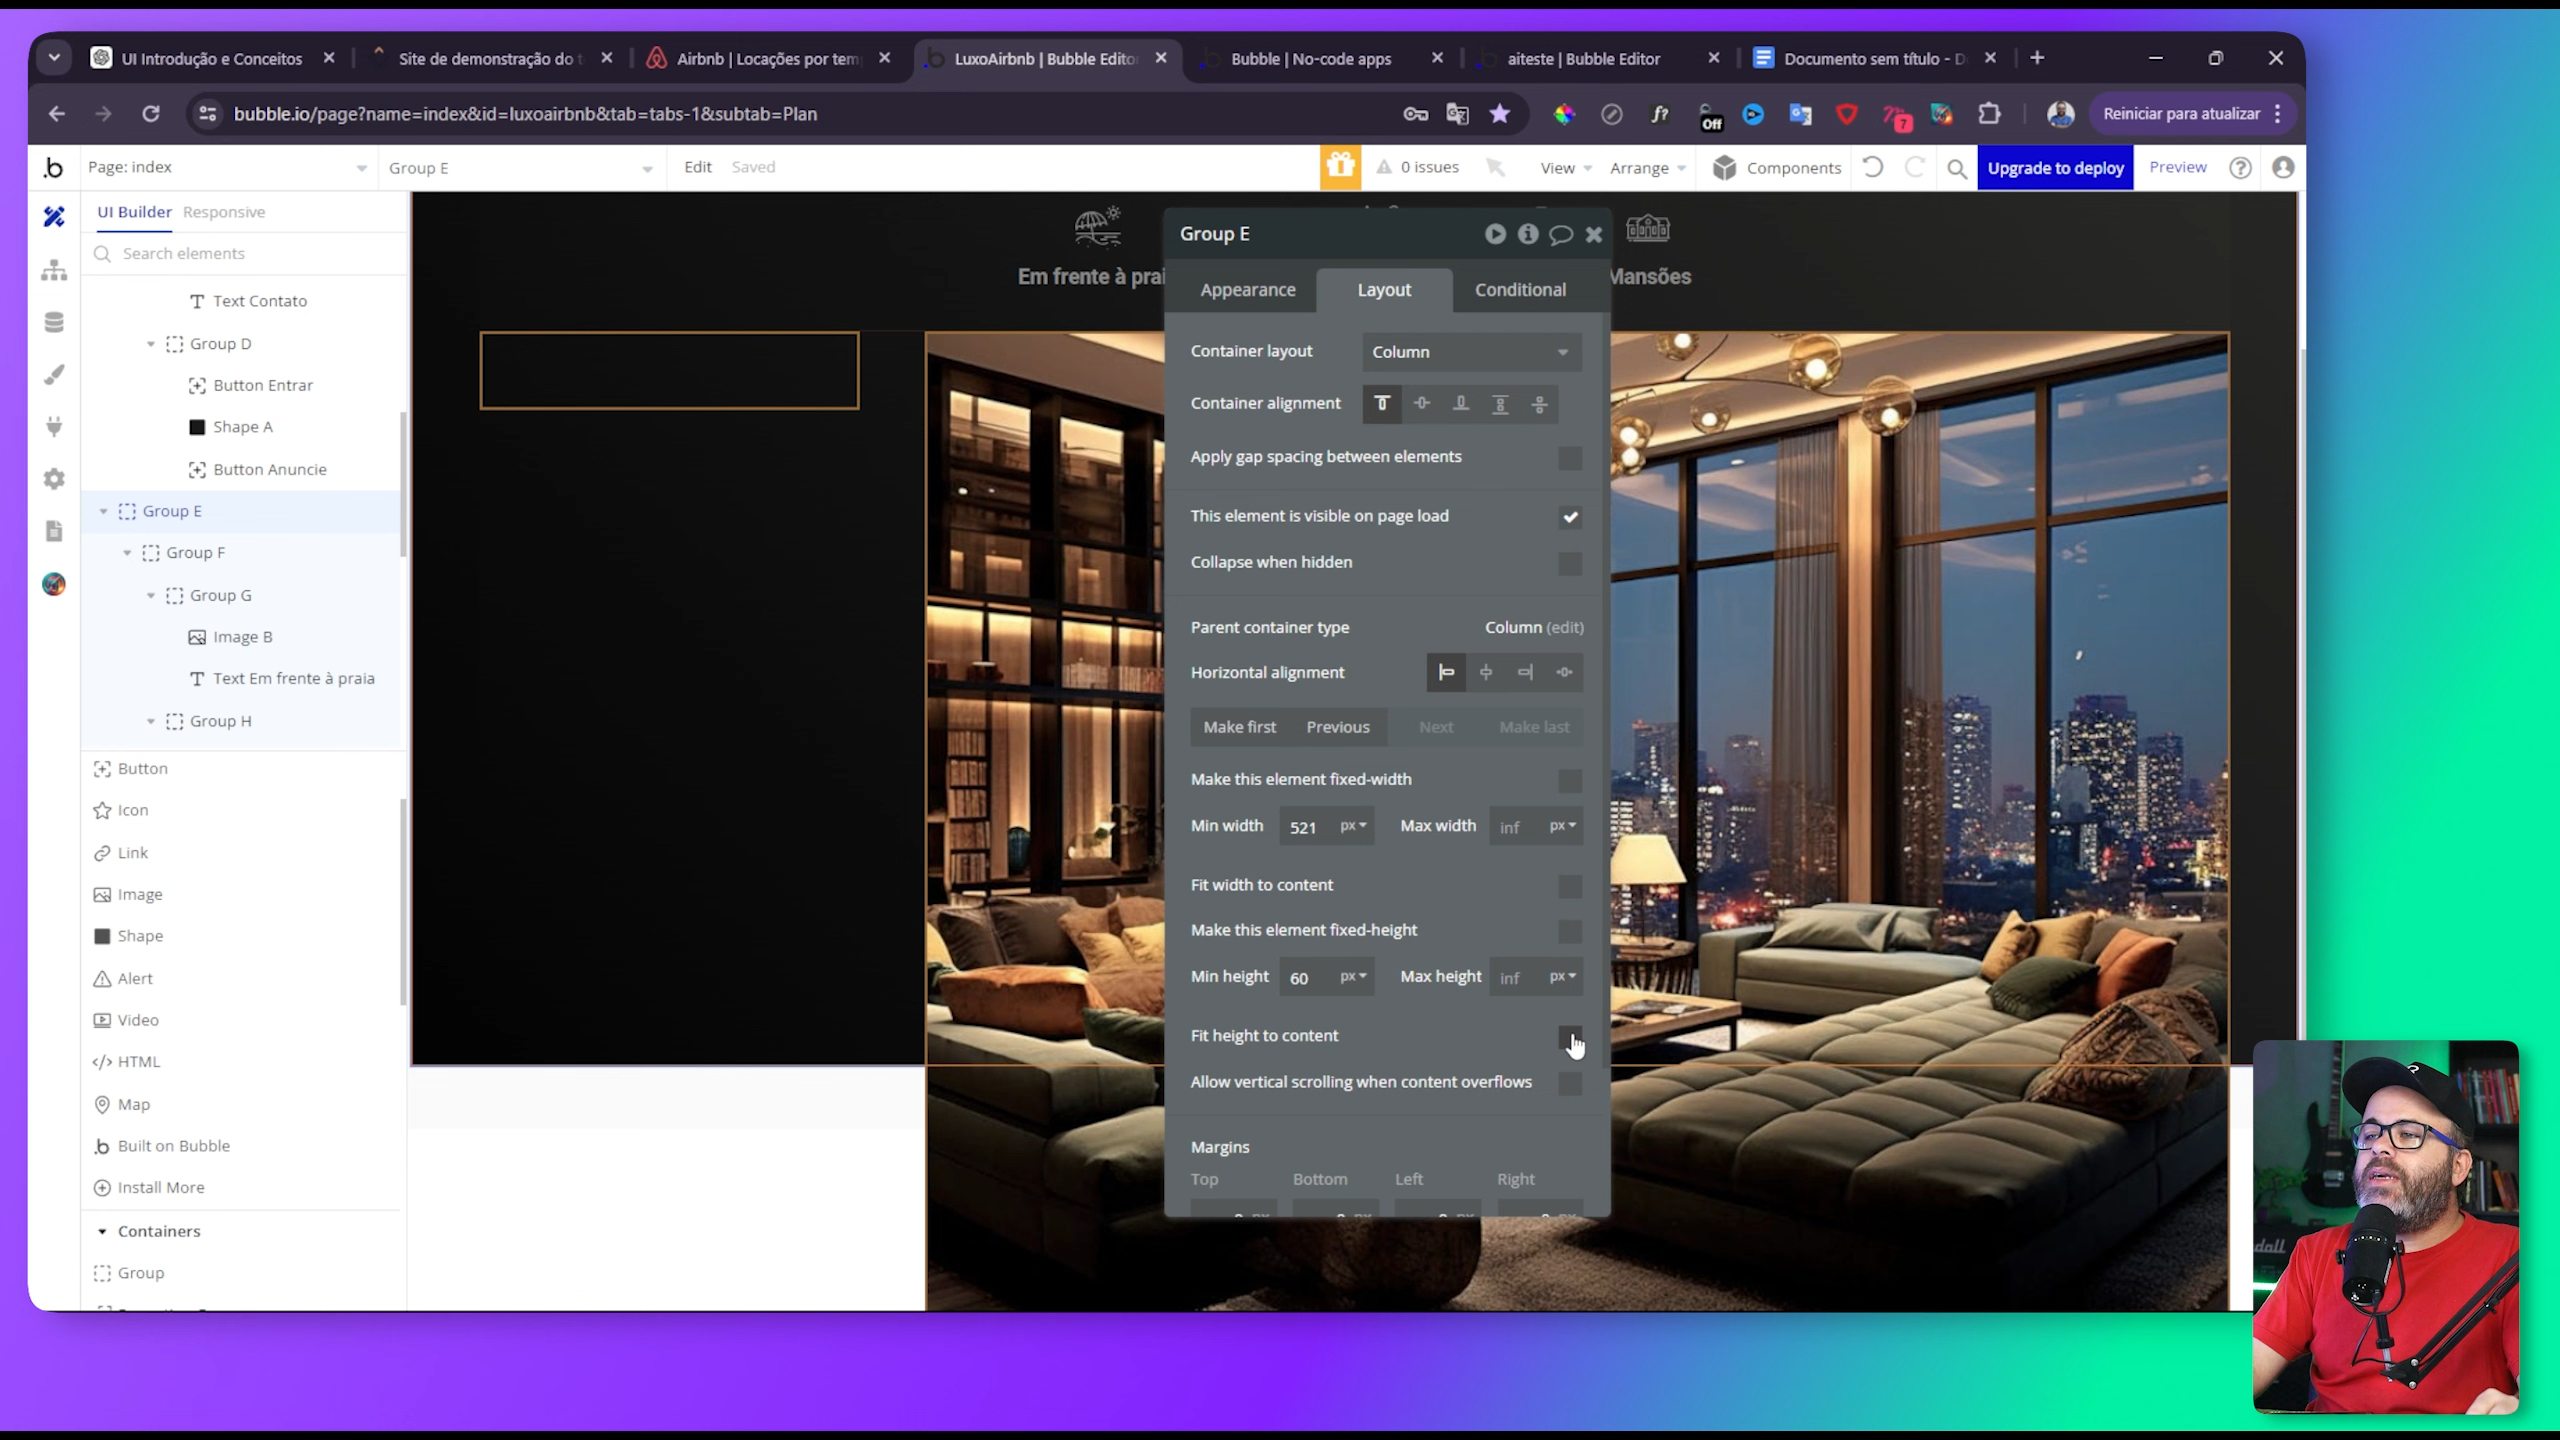 UI Introdução e Conceitos
Site de demonstração do t
Airbnb | Locações por tem
LuxoAirbnb | Bubble Edito
Bubble | No-code apps
aiteste | Bubble Editor
Documento sem título - D
bubble.io/page?name=index&id=luxoairbnb&tab=tabs-1&subtab=Plan
f?
Off
7
Reiniciar para atualizar
.b
Page: index
Group E
Edit
Saved
0 issues
View
Arrange
Components
Upgrade to deploy
Preview
UI Builder
Responsive
Search elements
Text Contato
Group D
Button Entrar
Shape A
Button Anuncie
Group E
Group F
Group G
Image B
Text Em frente à praia
Group H
Button
Icon
Link
Image
Shape
Alert
Video
</> HTML
Map
Built on Bubble
Install More
Containers
Group
Em frente à prai
Mansões
Group E
Appearance
Layout
Conditional
Container layout
Column
Container alignment
Apply gap spacing between elements
This element is visible on page load
Collapse when hidden
Parent container type
Column (edit)
Horizontal alignment
Make first
Previous
Next
Make last
Make this element fixed-width
Min width
521
px
Max width
inf
px
Fit width to content
Make this element fixed-height
Min height
60
px
Max height
inf
px
Fit height to content
Allow vertical scrolling when content overflows
Margins
Top
Bottom
Left
Right